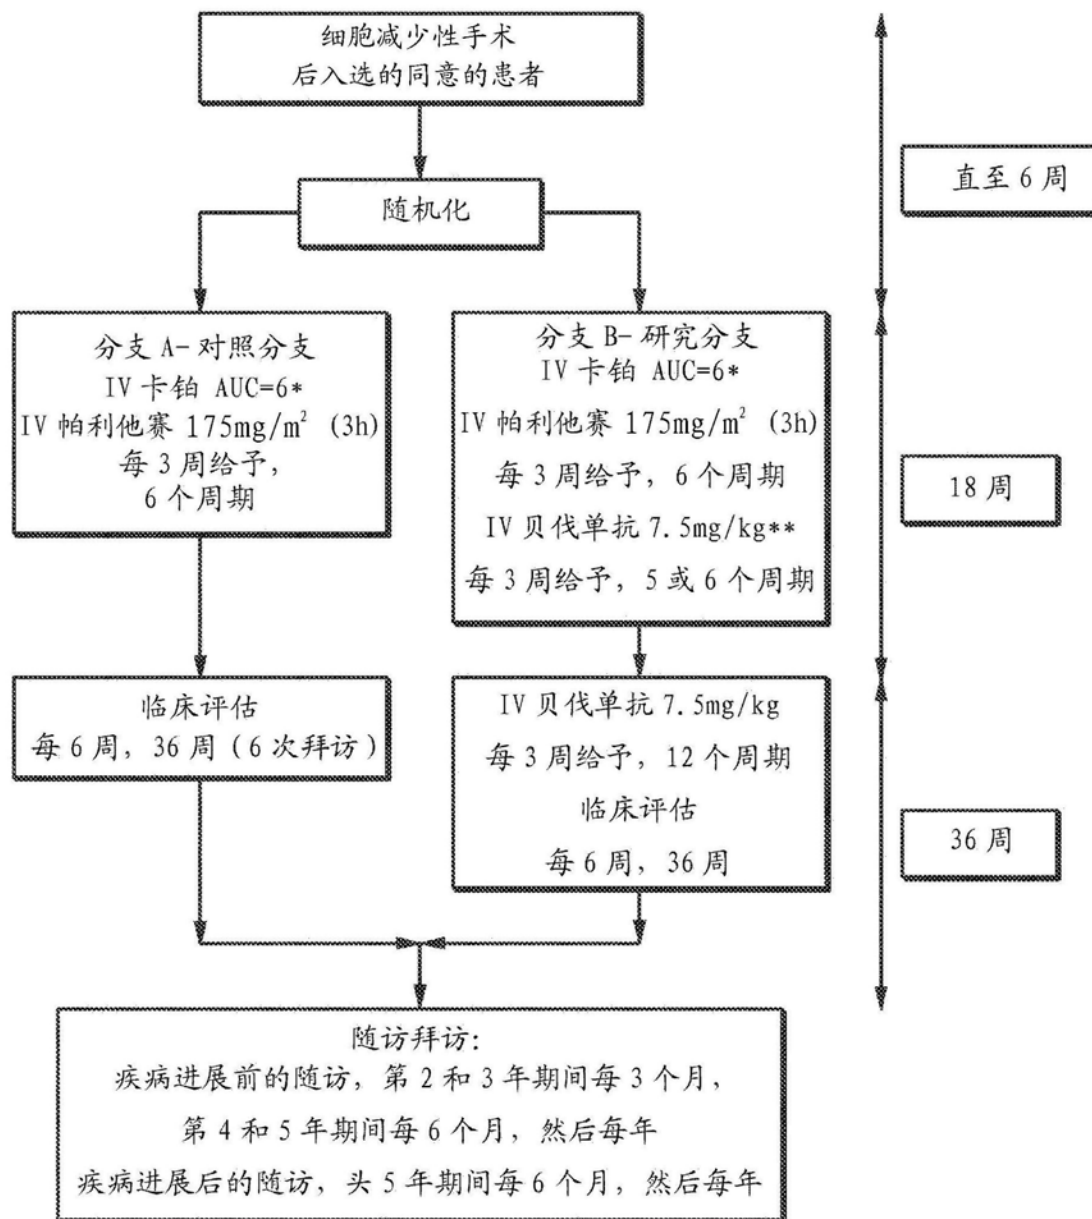 细胞减少性手术
后入选的同意的患者
直至 6 周
随机化
分支 A- 对照分支
IV 卡铂 AUC=6*
IV 帕利他赛 175mg/m² (3h)
每 3 周给予,
6 个周期
分支 B- 研究分支
IV 卡铂 AUC=6*
IV 帕利他赛 175mg/m² (3h)
每 3 周给予, 6 个周期
IV 贝伐单抗 7.5mg/kg**
每 3 周给予, 5 或 6 个周期
18 周
临床评估
每 6 周, 36 周 (6 次拜访)
IV 贝伐单抗 7.5mg/kg
每 3 周给予, 12 个周期
临床评估
每 6 周, 36 周
36 周
随访拜访:
疾病进展前的随访, 第 2 和 3 年期间每 3 个月,
第 4 和 5 年期间每 6 个月, 然后每年
疾病进展后的随访, 头 5 年期间每 6 个月, 然后每年